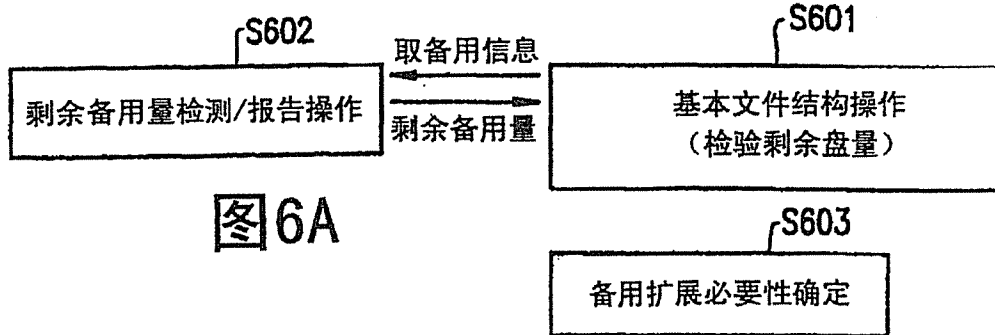 S602
S601
取备用信息
剩余备用量检测/报告操作
剩余备用量
基本文件结构操作
（检验剩余盘量）
图6A
S603
备用扩展必要性确定